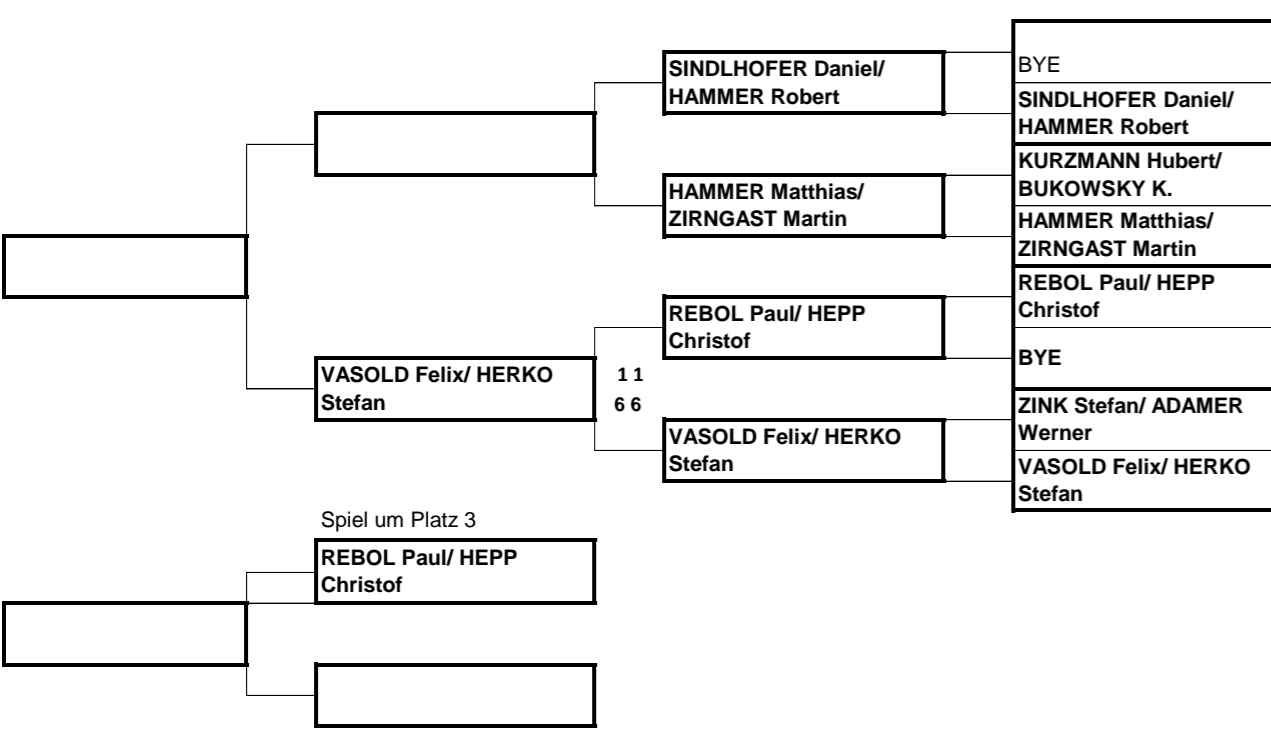 SINDLHOFER Daniel/
HAMMER Robert
BYE
SINDLHOFER Daniel/
HAMMER Robert
KURZMANN Hubert/
BUKOWSKY K.
HAMMER Matthias/
ZIRNGAST Martin
HAMMER Matthias/
ZIRNGAST Martin
REBOL Paul/ HEPP
Christof
REBOL Paul/ HEPP
Christof
BYE
VASOLD Felix/ HERKO
Stefan
1 1
6 6
ZINK Stefan/ ADAMER
Werner
VASOLD Felix/ HERKO
Stefan
VASOLD Felix/ HERKO
Stefan
Spiel um Platz 3
REBOL Paul/ HEPP
Christof